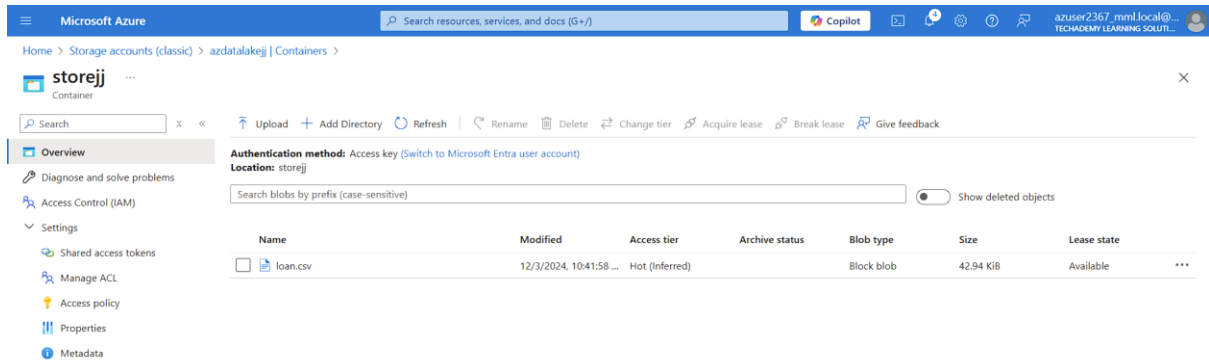 Microsoft Azure
Search resources, services, and docs (G+/)
Copilot
4
azuser2367_mml.local@...
TECHADEMY LEARNING SOLUTI...
Home > Storage accounts (classic) > azdatalakejj | Containers >
storejj ...
Container
Search
Upload + Add Directory Refresh Rename Delete Change tier Acquire lease Break lease Give feedback
Overview
Diagnose and solve problems
Access Control (IAM)
Settings
Shared access tokens
Manage ACL
Access policy
Properties
Metadata
Authentication method: Access key (Switch to Microsoft Entra user account)
Location: storejj
Search blobs by prefix (case-sensitive)
Show deleted objects
Name Modified Access tier Archive status Blob type Size Lease state
loan.csv 12/3/2024, 10:41:58 ... Hot (Inferred) Block blob 42.94 KiB Available ...